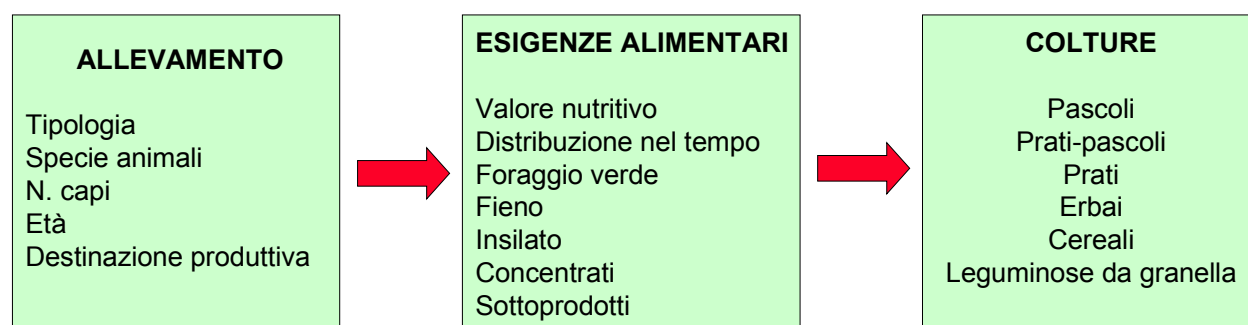 ALLEVAMENTO
Tipologia
Specie animali
N. capi
Età
Destinazione produttiva
ESIGENZE ALIMENTARI
Valore nutritivo
Distribuzione nel tempo
Foraggio verde
Fieno
Insilato
Concentrati
Sottoprodotti
COLTURE
Pascoli
Prati-pascoli
Prati
Erbai
Cereali
Leguminose da granella